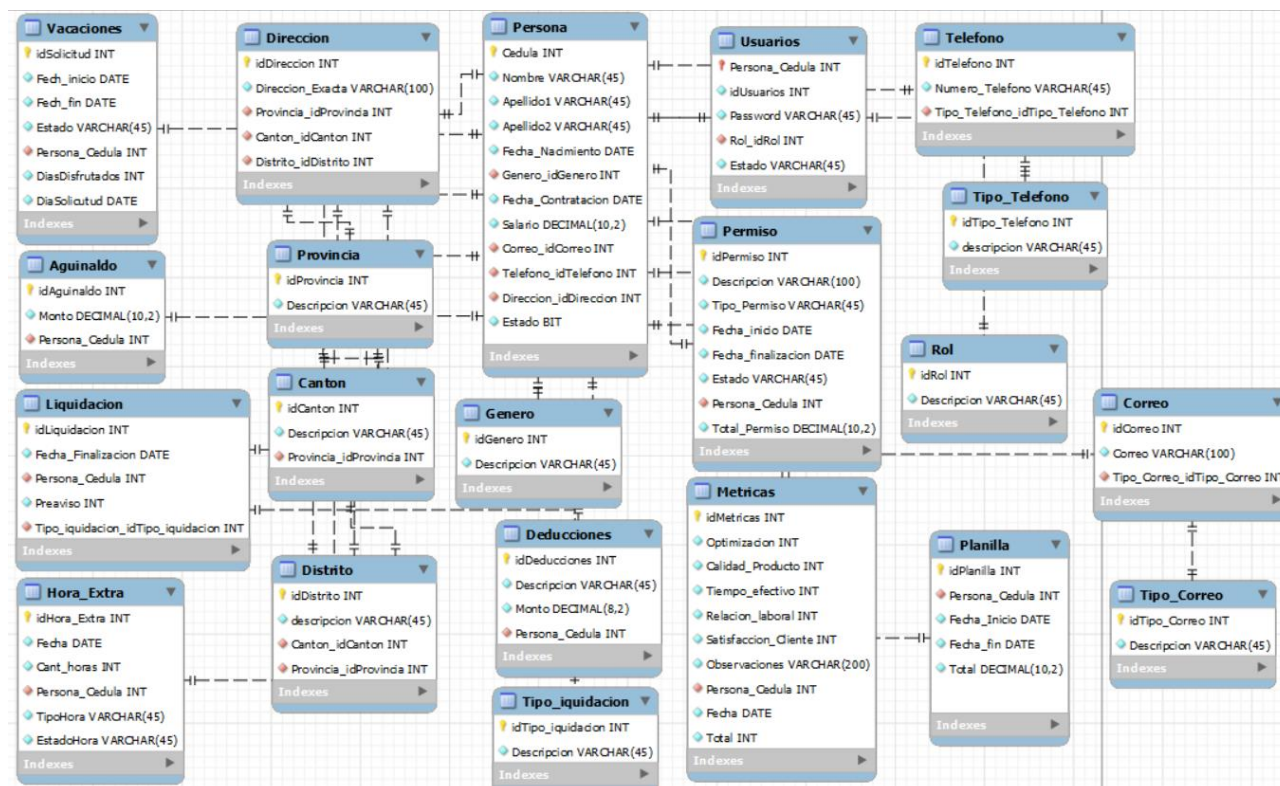 Vacaciones
idSolicitud INT
Fech_inicio DATE
Fech_fin DATE
Estado VARCHAR(45)
Persona_Cedula INT
DiasDisfrutados INT
DiaSolicutud DATE
Indexes
Direccion
idDireccion INT
Direccion_Exacta VARCHAR(100)
Provincia_idProvincia INT
Canton_idCanton INT
Distrito_idDistrito INT
Indexes
Persona
Cedula INT
Nombre VARCHAR(45)
Apellido1 VARCHAR(45)
Apellido2 VARCHAR(45)
Fecha_Nacimiento DATE
Genero_idGenero INT
Fecha_Contratacion DATE
Salario DECIMAL(10,2)
Correo_idCorreo INT
Telefono_idTelefono INT
Direccion_idDireccion INT
Estado BIT
Indexes
Usuarios
Persona_Cedula INT
idUsuarios INT
Password VARCHAR(45)
Rol_idRol INT
Estado VARCHAR(45)
Indexes
Telefono
idTelefono INT
Numero_Telefono VARCHAR(45)
Tipo_Telefono_idTipo_Telefono INT
Indexes
Tipo_Telefono
idTipo_Telefono INT
descripcion VARCHAR(45)
Indexes
Aguinaldo
idAguinaldo INT
Monto DECIMAL(10,2)
Persona_Cedula INT
Indexes
Provincia
idProvincia INT
Descripcion VARCHAR(45)
Indexes
Permiso
idPermiso INT
Descripcion VARCHAR(100)
Tipo_Permiso VARCHAR(45)
Fecha_inicio DATE
Fecha_finalizacion DATE
Estado VARCHAR(45)
Persona_Cedula INT
Total_Permiso DECIMAL(10,2)
Indexes
Rol
idRol INT
Descripcion VARCHAR(45)
Indexes
Liquidacion
idLiquidacion INT
Fecha_Finalizacion DATE
Persona_Cedula INT
Preaviso INT
Tipo_iquidacion_idTipo_iquidacion INT
Indexes
Canton
idCanton INT
Descripcion VARCHAR(45)
Provincia_idProvincia INT
Indexes
Genero
idGenero INT
Descripcion VARCHAR(45)
Indexes
Correo
idCorreo INT
Correo VARCHAR(100)
Tipo_Correo_idTipo_Correo INT
Indexes
Hora_Extra
idHora_Extra INT
Fecha DATE
Cant_horas INT
Persona_Cedula INT
TipoHora VARCHAR(45)
EstadoHora VARCHAR(45)
Indexes
Distrito
idDistrito INT
descripcion VARCHAR(45)
Canton_idCanton INT
Provincia_idProvincia INT
Indexes
Deducciones
idDeducciones INT
Descripcion VARCHAR(45)
Monto DECIMAL(8,2)
Persona_Cedula INT
Indexes
Tipo_iquidacion
idTipo_iquidacion INT
Descripcion VARCHAR(45)
Indexes
Metricas
idMetricas INT
Optimizacion INT
Calidad_Producto INT
Tiempo_efectivo INT
Relacion_laboral INT
Satisfaccion_Cliente INT
Observaciones VARCHAR(200)
Persona_Cedula INT
Fecha DATE
Total INT
Indexes
Planilla
idPlanilla INT
Persona_Cedula INT
Fecha_Inicio DATE
Fecha_fin DATE
Total DECIMAL(10,2)
Indexes
Tipo_Correo
idTipo_Correo INT
Descripcion VARCHAR(45)
Indexes